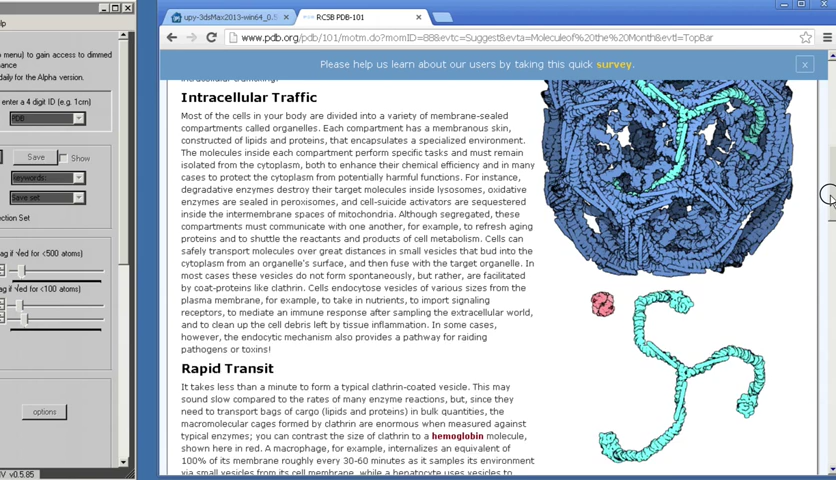 lp
upy-3dsMax2013-win64_0.5
RCSB PDB-101
www.pdb.org/pdb/101/motm.do?momID=88&evtc=Suggest&evta=Moleculeof%20the%20Month&evtl=TopBar
Please help us learn about our users by taking this quick survey.
x
menu) to gain access to dimmed
nance
daily for the Alpha version.
enter a 4 digit ID (e.g. 1crn)
PDB
Save
Show
keywords:
Save set
ection Set
ag if √ed for <500 atoms)
ag if √ed for <100 atoms)
options
V v0.5.85
Intracellular Traffic
Most of the cells in your body are divided into a variety of membrane-sealed
compartments called organelles. Each compartment has a membranous skin,
constructed of lipids and proteins, that encapsulates a specialized environment.
The molecules inside each compartment perform specific tasks and must remain
isolated from the cytoplasm, both to enhance their chemical efficiency and in many
cases to protect the cytoplasm from potentially harmful functions. For instance,
degradative enzymes destroy their target molecules inside lysosomes, oxidative
enzymes are sealed in peroxisomes, and cell-suicide activators are sequestered
inside the intermembrane spaces of mitochondria. Although segregated, these
compartments must communicate with one another, for example, to refresh aging
proteins and to shuttle the reactants and products of cell metabolism. Cells can
safely transport molecules over great distances in small vesicles that bud into the
cytoplasm from an organelle's surface, and then fuse with the target organelle. In
most cases these vesicles do not form spontaneously, but rather, are facilitated
by coat-proteins like clathrin. Cells endocytose vesicles of various sizes from the
plasma membrane, for example, to take in nutrients, to import signaling
receptors, to mediate an immune response after sampling the extracellular world,
and to clean up the cell debris left by tissue inflammation. In some cases,
however, the endocytic mechanism also provides a pathway for raiding
pathogens or toxins!
Rapid Transit
It takes less than a minute to form a typical clathrin-coated vesicle. This may
sound slow compared to the rates of many enzyme reactions, but, since they
need to transport bags of cargo (lipids and proteins) in bulk quantities, the
macromolecular cages formed by clathrin are enormous when measured against
typical enzymes; you can contrast the size of clathrin to a hemoglobin molecule,
shown here in red. A macrophage, for example, internalizes an equivalent of
100% of its membrane roughly every 30-60 minutes as it samples its environment
via small vesicles from its cell membrane, while a hepatocyte uses vesicles to